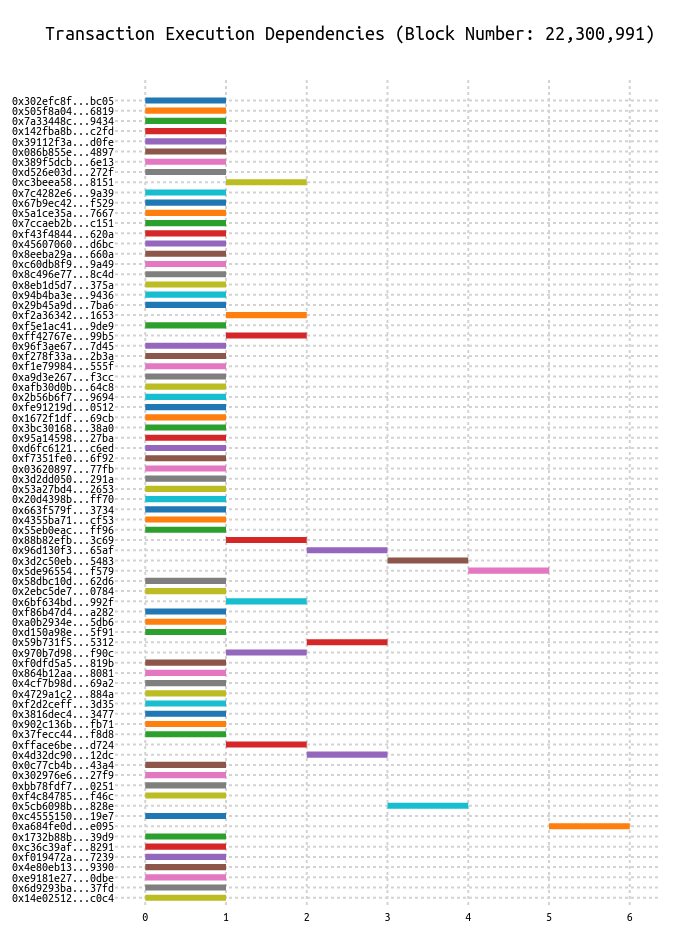 Transaction Execution Dependencies (Block Number: 22,300,991)
0x302efc8f...bc05
0x505f8a04...6819
0x7a33448c...9434
0x142fba8b...c2fd
0x39112f3a...d0fe
0x086b855e...4897
0x389f5dcb...6e13
0xd526e03d...272f
0xc3beea58...8151
0x7c4282e6...9a39
0x67b9ec42...f529
0x5a1ce35a...7667
0x7ccaeb2b...c151
0xf43f4844...620a
0x45607060...d6bc
0x8eeba29a...660a
0xc60db8f9...9a49
0x8c496e77...8c4d
0x8eb1d5d7...375a
0x94b4ba3e...9436
0x29b45a9d...7ba6
0xf2a36342...1653
0xf5e1ac41...9de9
0xff42767e...99b5
0x96f3ae67...7d45
0xf278f33a...2b3a
0xf1e79984...555f
0xa9d3e267...f3cc
0xafb30d0b...64c8
0x2b56b6f7...9694
0xfe91219d...0512
0x1672f1df...69cb
0x3bc30168...38a0
0x95a14598...27ba
0xd6fc6121...c6ed
0xf7351fe0...6f92
0x03620897...77fb
0x3d2dd050...291a
0x53a27bd4...2653
0x20d4398b...ff70
0x663f579f...3734
0x4355ba71...cf53
0x55eb0eac...ff96
0x88b82efb...3c69
0x96d130f3...65af
0x3d2c50eb...5483
0x5de96554...f579
0x58dbc10d...62d6
0x2ebc5de7...0784
0x6bf634bd...992f
0xf86b47d4...a282
0xa0b2934e...5db6
0xd150a98e...5f91
0x59b731f5...5312
0x970b7d98...f90c
0xf0dfd5a5...819b
0x864b12aa...8081
0x4cf7b98d...69a2
0x4729a1c2...884a
0xf2d2ceff...3d35
0x3816dec4...3477
0x902c136b...fb71
0x37fecc44...f8d8
0xfface6be...d724
0x4d32dc90...12dc
0x0c77cb4b...43a4
0x302976e6...27f9
0xbb78fdf7...0251
0xf4c84785...f46c
0x5cb6098b...828e
0xc4555150...19e7
0xa684fe0d...e095
0x1732b88b...39d9
0xc36c39af...8291
0xf019472a...7239
0x4e80eb13...9390
0xe9181e27...0dbe
0x6d9293ba...37fd
0x14e02512...c0c4
0 1 2 3 4 5 6